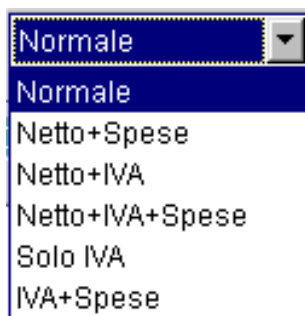 Normale
Normale
Netto+Spese
Netto+IVA
Netto+IVA+Spese
Solo IVA
IVA+Spese